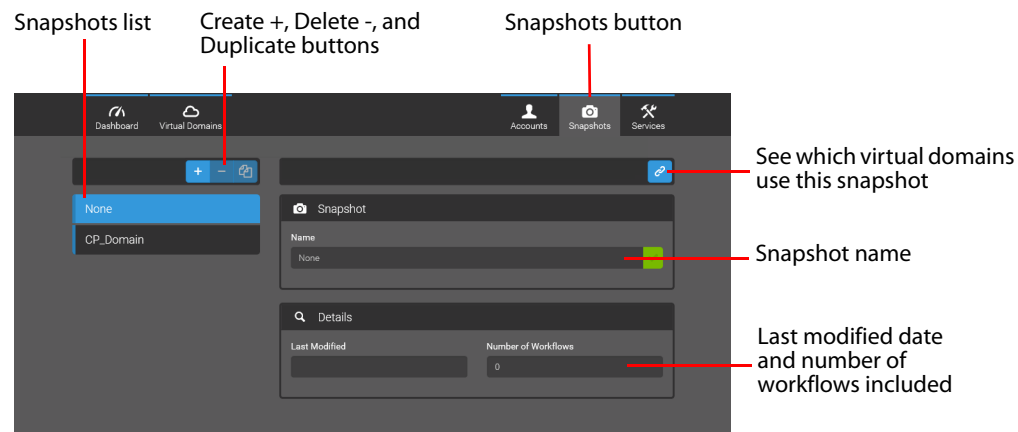 Snapshots list
Create +, Delete -, and
Duplicate buttons
Snapshots button
Dashboard
Virtual Domains
Accounts
Snapshots
Services
+ -
See which virtual domains
use this snapshot
None
CP_Domain
Snapshot
Name
None
Snapshot name
Details
Last Modified
Number of Workflows
0
Last modified date
and number of
workflows included